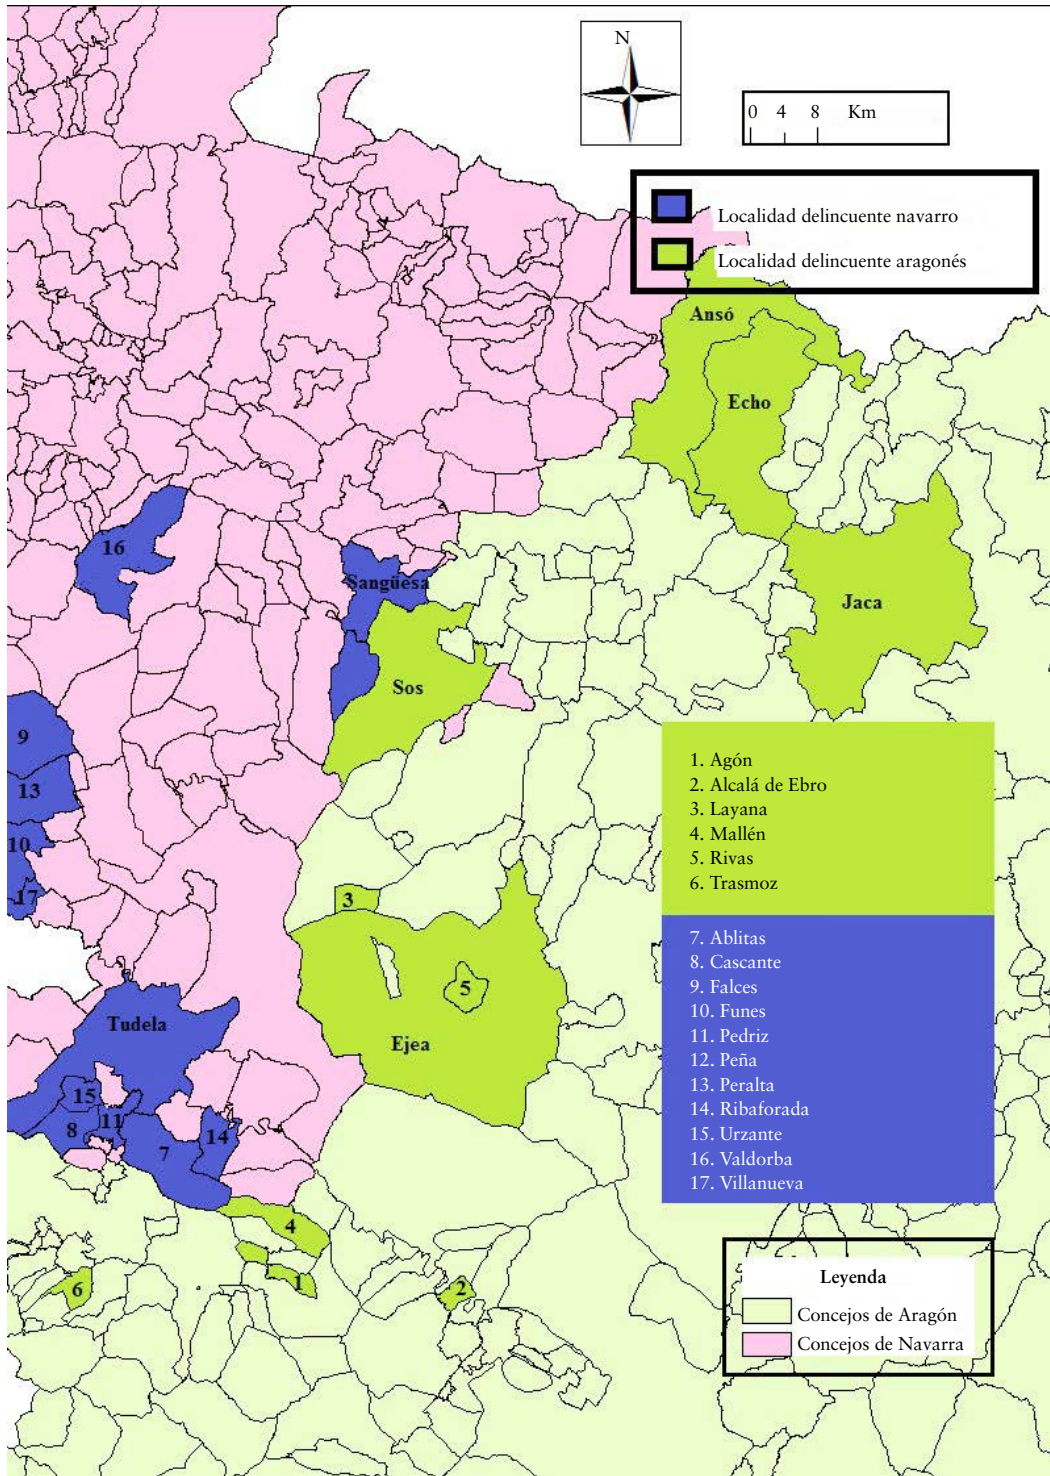 N
0 4 8 Km
Localidad delincuente navarro
Localidad delincuente aragonés
Ansó
Echo
16
Sangüesa
Jaca
Sos
9
13
10
17
3
5
Tudela
Ejea
15
11
8
14
7
4
6
1
2
1. Agón
2. Alcalá de Ebro
3. Layana
4. Mallén
5. Rivas
6. Trasmoz
7. Ablitas
8. Cascante
9. Falces
10. Funes
11. Pedriz
12. Peña
13. Peralta
14. Ribaforada
15. Urzante
16. Valdorba
17. Villanueva
Leyenda
Concejos de Aragón
Concejos de Navarra